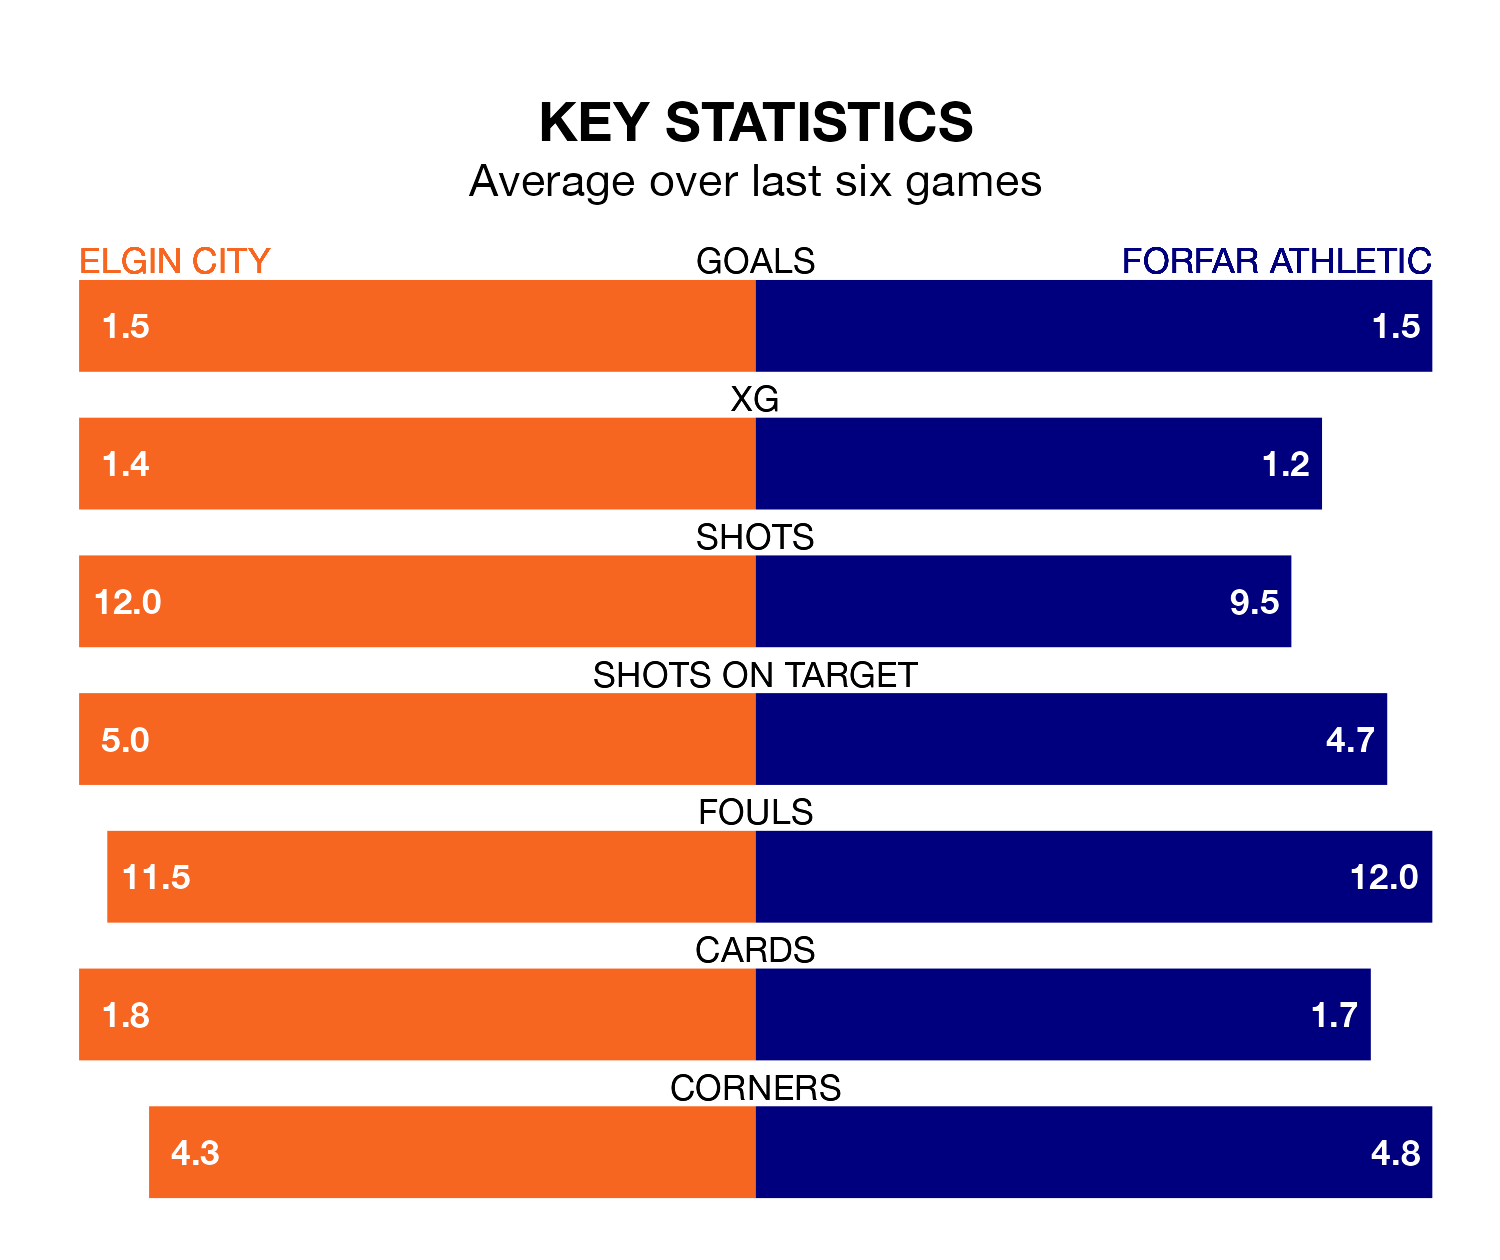 KEY STATISTICS
Average over last six games
ELGIN CITY GOALS FORFAR ATHLETIC
1.5 1.5
XG
1.4 1.2
SHOTS
12.0 9.5
SHOTS ON TARGET
5.0 4.7
FOULS
11.5 12.0
CARDS
1.8 1.7
CORNERS
4.3 4.8